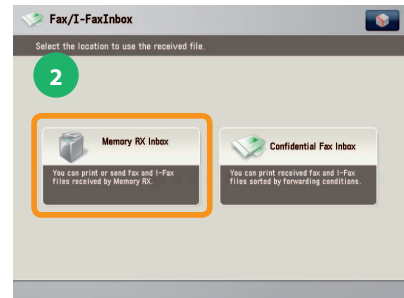 Fax/I-FaxInbox
Select the location to use the received file.
2
Memory RX Inbox
You can print or send fax and I-Fax
files received by Memory RX.
Confidential Fax Inbox
You can print received fax and I-Fax
files sorted by forwarding conditions.